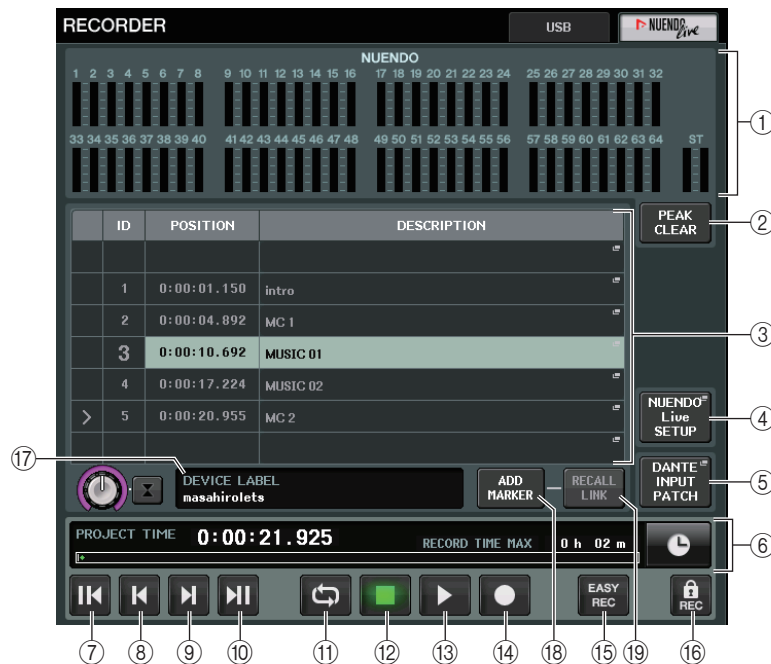 RECORDER
USB
NUENDO live
NUENDO
1 2 3 4 5 6 7 8 9 10 11 12 13 14 15 16 17 18 19 20 21 22 23 24 25 26 27 28 29 30 31 32
①
33 34 35 36 37 38 39 40 41 42 43 44 45 46 47 48 49 50 51 52 53 54 55 56 57 58 59 60 61 62 63 64 ST
ID POSITION DESCRIPTION
PEAK CLEAR
②
1 0:00:01.150 intro
2 0:00:04.892 MC 1
③
3 0:00:10.692 MUSIC 01
4 0:00:17.224 MUSIC 02
5 0:00:20.955 MC 2
NUENDO Live SETUP
④
⑰
DEVICE LABEL
masahirolets
ADD MARKER
RECALL LINK
DANTE INPUT PATCH
⑤
PROJECT TIME 0:00:21.925 RECORD TIME MAX 0 h 02 m
⑥
EASY REC
REC
⑦ ⑧ ⑨ ⑩ ⑪ ⑫ ⑬ ⑭ ⑱ ⑮ ⑲ ⑯